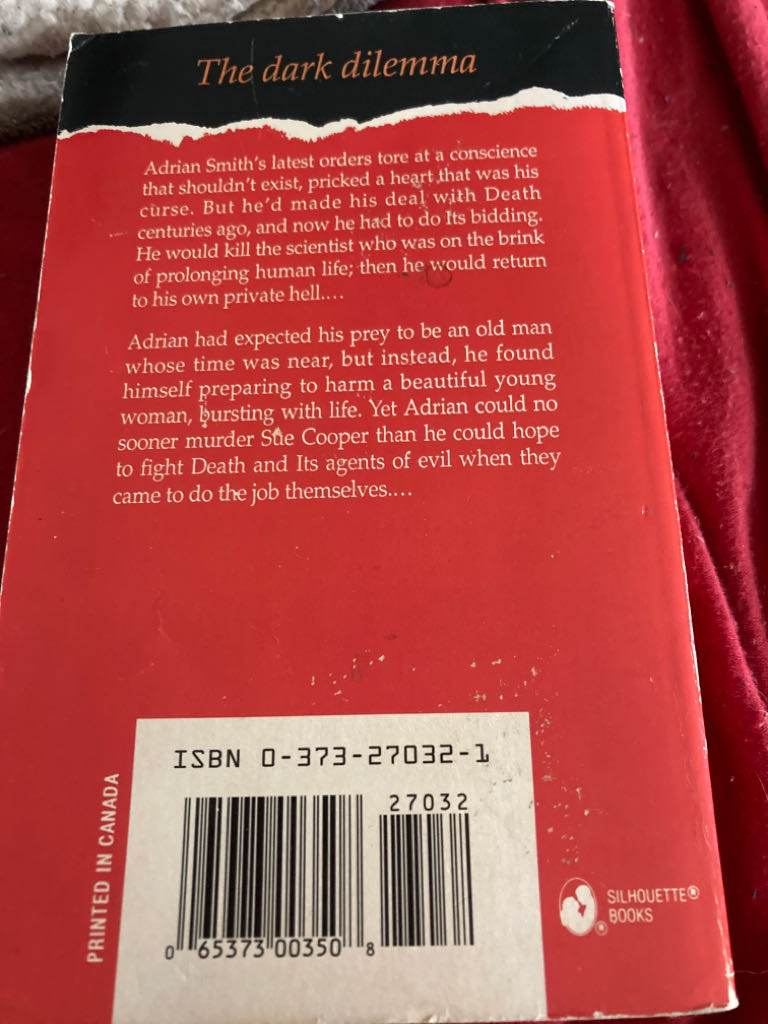 The dark dilemma
Adrian Smith's latest orders tore at a conscience
that shouldn't exist, pricked a heart that was his
curse. But he'd made his deal with Death
centuries ago, and now he had to do Its bidding.
He would kill the scientist who was on the brink
of prolonging human life; then he would return
to his own private hell....
Adrian had expected his prey to be an old man
whose time was near, but instead, he found
himself preparing to harm a beautiful young
woman, bursting with life. Yet Adrian could no
sooner murder Sue Cooper than he could hope
to fight Death and Its agents of evil when they
came to do the job themselves....
ISBN 0-373-27032-1
27032
0 65373 00350 8
PRINTED IN CANADA
SILHOUETTE®
BOOKS
®